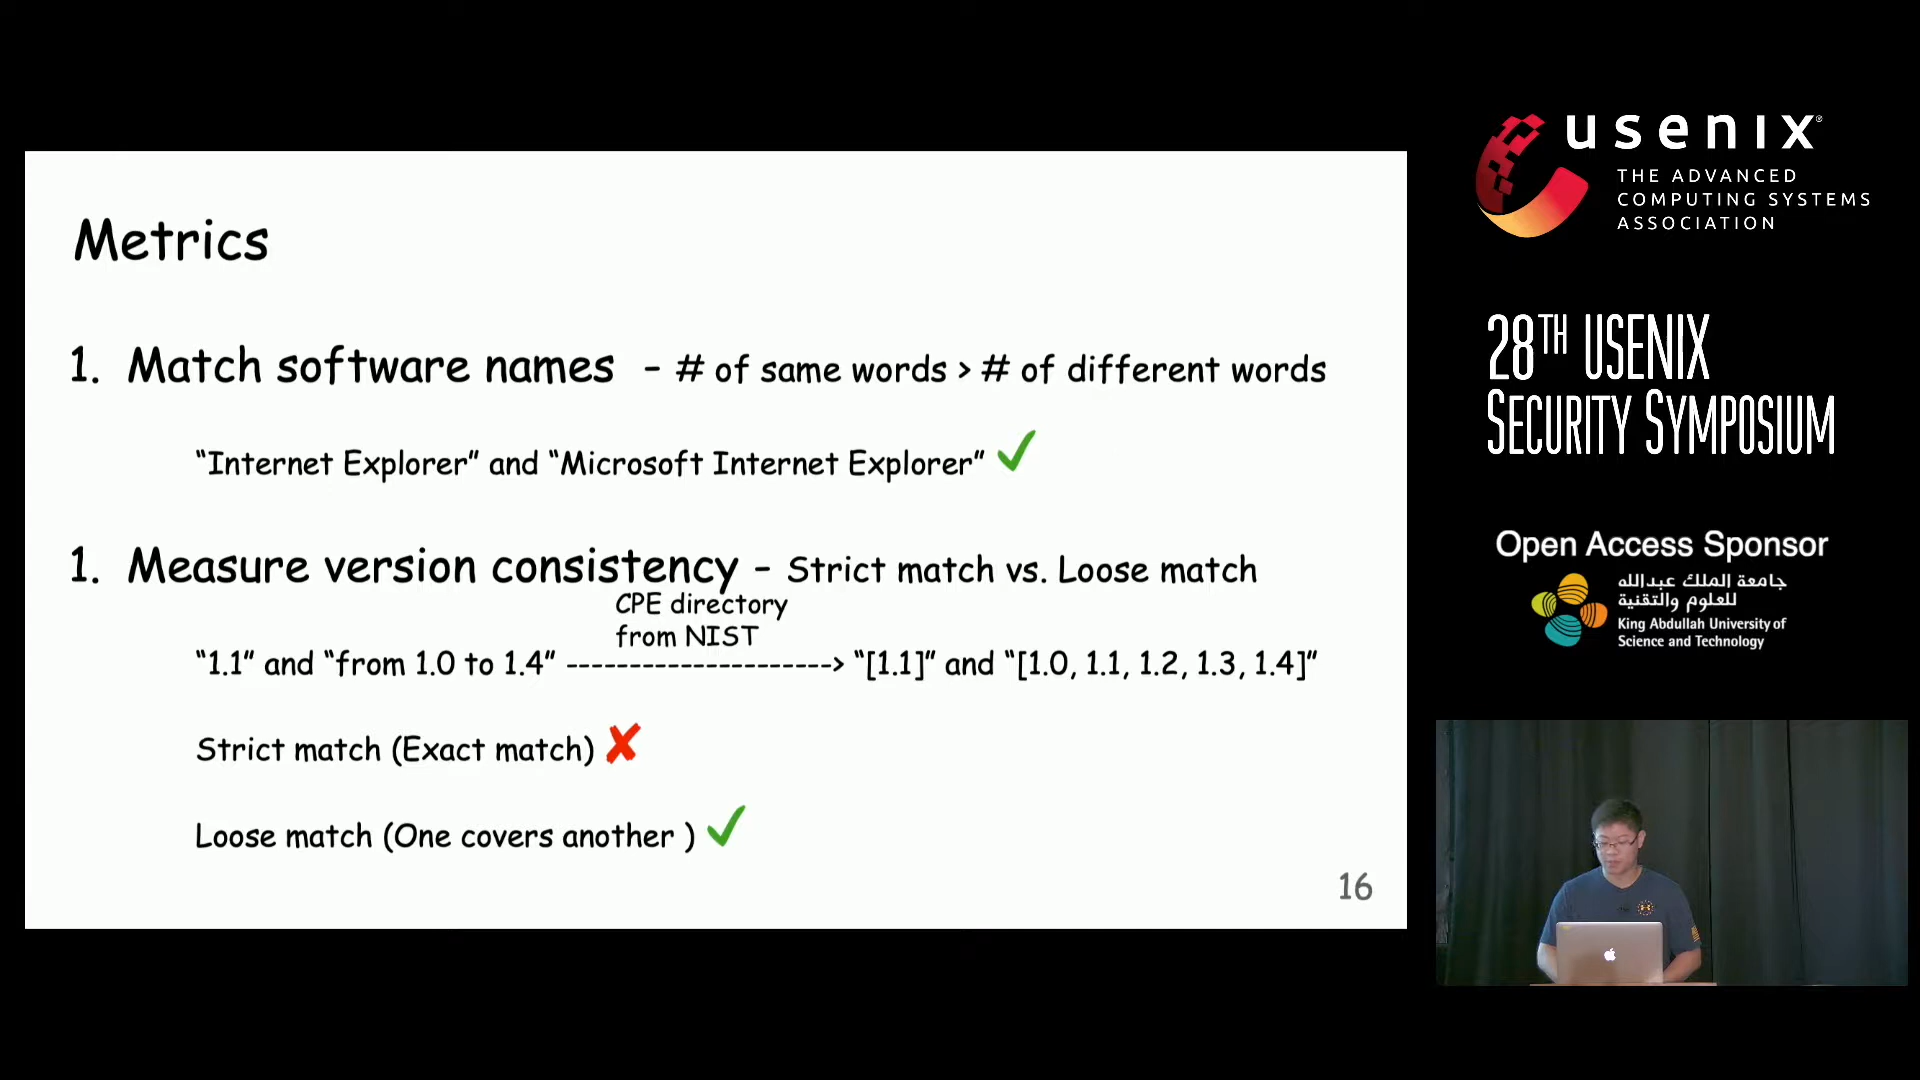 Metrics
1. Match software names - # of same words > # of different words
“Internet Explorer” and “Microsoft Internet Explorer” ✓
1. Measure version consistency - Strict match vs. Loose match
CPE directory
from NIST
“1.1” and “from 1.0 to 1.4” ---------------------> “[1.1]” and “[1.0, 1.1, 1.2, 1.3, 1.4]”
Strict match (Exact match) ✘
Loose match (One covers another ) ✓
16
usenix®
THE ADVANCED
COMPUTING SYSTEMS
ASSOCIATION
28TH USENIX
SECURITY SYMPOSIUM
Open Access Sponsor
جامعة الملك عبدالله
للعلوم والتقنية
King Abdullah University of
Science and Technology